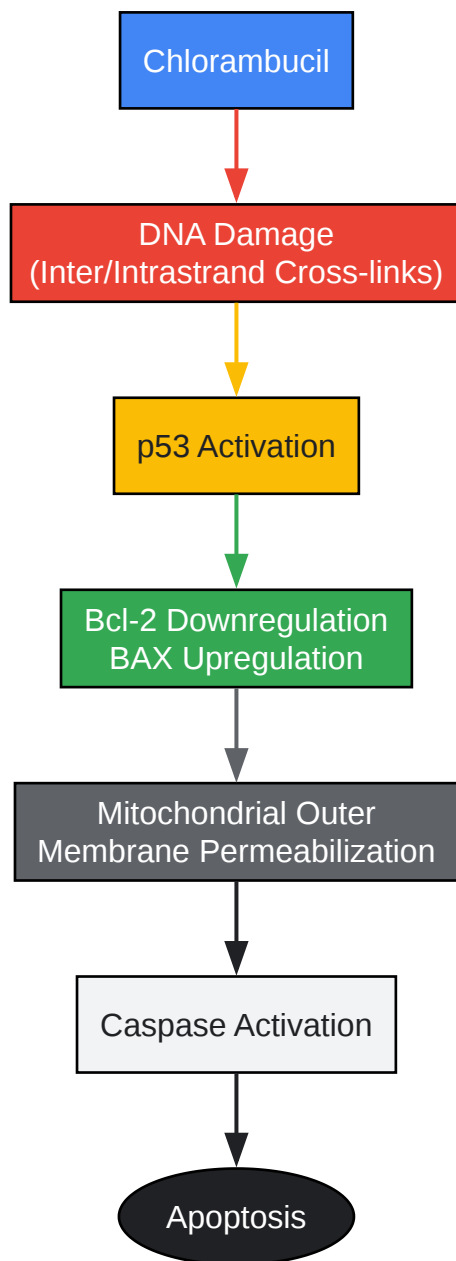 Chlorambucil
DNA Damage
(Inter/Intrastrand Cross-links)
p53 Activation
Bcl-2 Downregulation
BAX Upregulation
Mitochondrial Outer
Membrane Permeabilization
Caspase Activation
Apoptosis